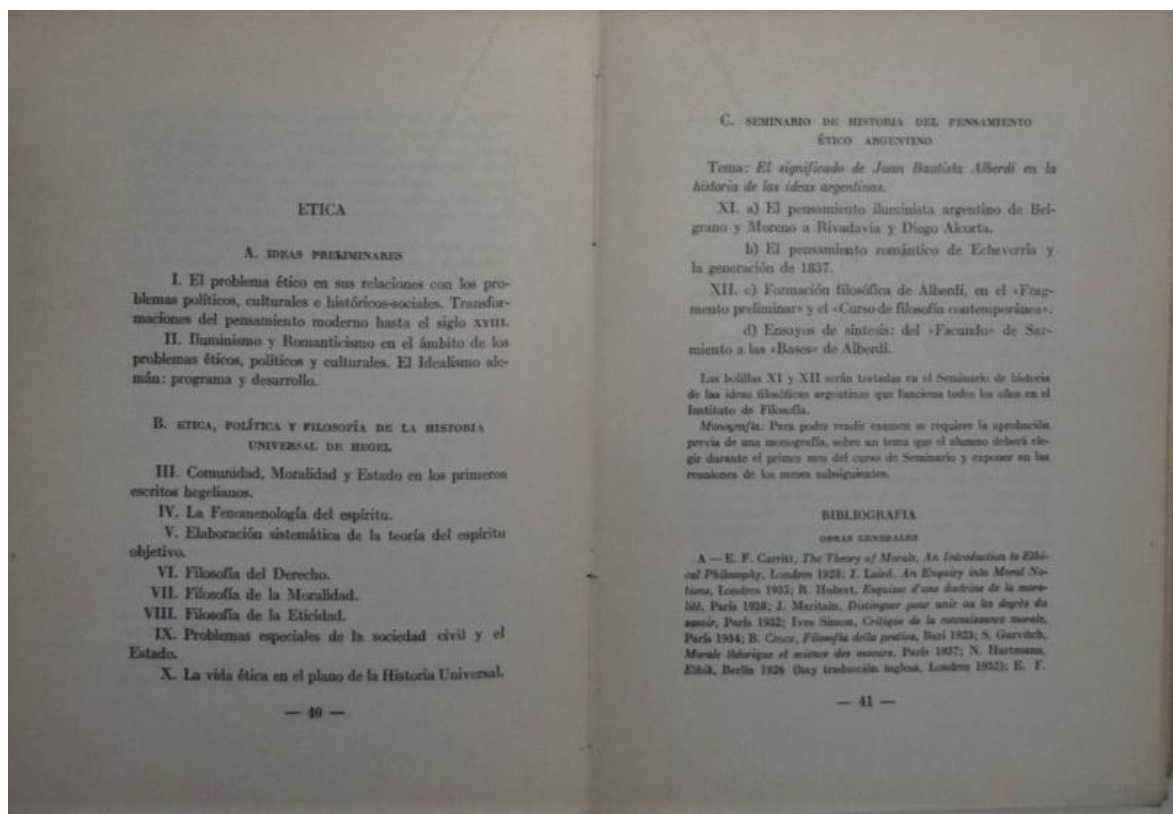 ETICA
A. IDEAS PRELIMINARES
I. El problema ético en sus relaciones con los pro-
blemas políticos, culturales e históricos-sociales. Transfor-
maciones del pensamiento moderno hasta el siglo XVIII.
II. Iluminismo y Romanticismo en el ámbito de los
problemas éticos, políticos y culturales. El Idealismo ale-
mán: programa y desarrollo.
B. ETICA, POLÍTICA Y FILOSOFÍA DE LA HISTORIA
UNIVERSAL DE HEGEL
III. Comunidad, Moralidad y Estado en los primeros
escritos hegelianos.
IV. La Fenomenología del espíritu.
V. Elaboración sistemática de la teoría del espíritu
objetivo.
VI. Filosofía del Derecho.
VII. Filosofía de la Moralidad.
VIII. Filosofía de la Eticidad.
IX. Problemas especiales de la sociedad civil y el
Estado.
X. La vida ética en el plano de la Historia Universal.
— 40 —
C. SEMINARIO DE HISTORIA DEL PENSAMIENTO
ÉTICO ARGENTINO
Tema: El significado de Juan Bautista Alberdi en la
historia de las ideas argentinas.
XI. a) El pensamiento iluminista argentino de Bel-
grano y Moreno a Rivadavia y Diego Alcorta.
b) El pensamiento romántico de Echeverría y
la generación de 1837.
XII. c) Formación filosófica de Alberdi, en el «Frag-
mento preliminar» y el «Curso de filosofía contemporánea».
d) Ensayos de síntesis: del «Facundo» de Sar-
miento a las «Bases» de Alberdi.
Las bolillas XI y XII serán tratadas en el Seminario de historia
de las ideas filosóficas argentinas que funciona todos los años en el
Instituto de Filosofía.
Monografía: Para poder rendir examen se requiere la aprobación
previa de una monografía, sobre un tema que el alumno deberá ele-
gir durante el primer mes del curso de Seminario y exponer en las
reuniones de los meses subsiguientes.
BIBLIOGRAFIA
OBRAS GENERALES
A — E. F. Carritt, The Theory of Morals, An Introduction to Ethi-
cal Philosophy, Londres 1928; J. Laird, An Enquiry into Moral No-
tions, Londres 1935; R. Hubert, Esquisse d'une doctrine de la mora-
lité, París 1938; J. Maritain, Distinguer pour unir ou les degrés du
savoir, París 1932; Ives Simon, Critique de la connaissance morale,
París 1934; B. Croce, Filosofia della pratica, Bari 1923; S. Gurvitch,
Morale théorique et science des moeurs, París 1937; N. Hartmann,
Ethik, Berlín 1926 (hay traducción inglesa, Londres 1932); E. F.
— 41 —